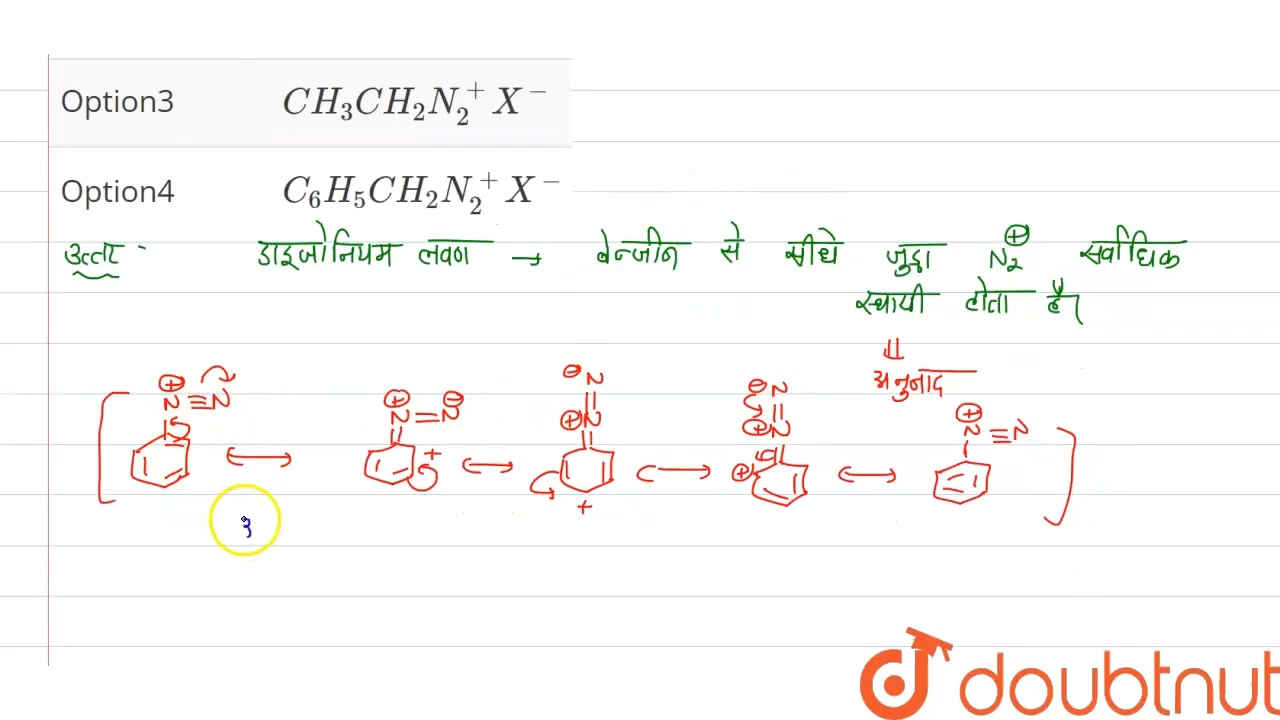 Option3 CH₃CH₂N₂⁺X⁻
Option4 C₆H₅CH₂N₂⁺X⁻
उत्तर - डाइजोनियम लवण → बेन्जीन से सीधे जुड़ा N₂⊕ सर्वाधिक
स्थायी होता है।
⇓
अनुनाद
⊕ N≡N ↔ ⊕ N=N ⊖ + ↔ ⊖ N=N ⊕ + ↔ ⊖ N=N ⊕ ⊕ ↔ ⊕ N≡N
doubtnut